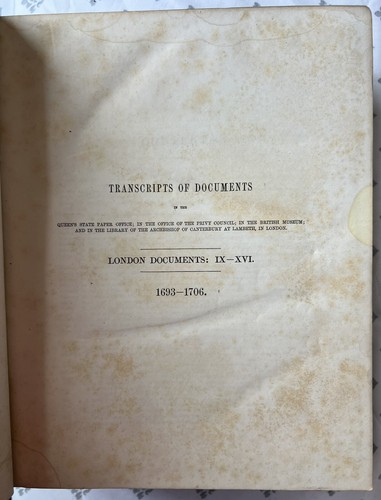 TRANSCRIPTS OF DOCUMENTS
IN THE
QUEEN'S STATE PAPER OFFICE; IN THE OFFICE OF THE PRIVY COUNCIL; IN THE BRITISH MUSEUM;
AND IN THE LIBRARY OF THE ARCHBISHOP OF CANTERBURY AT LAMBETH, IN LONDON.
LONDON DOCUMENTS: IX—XVI.
1693—1706.